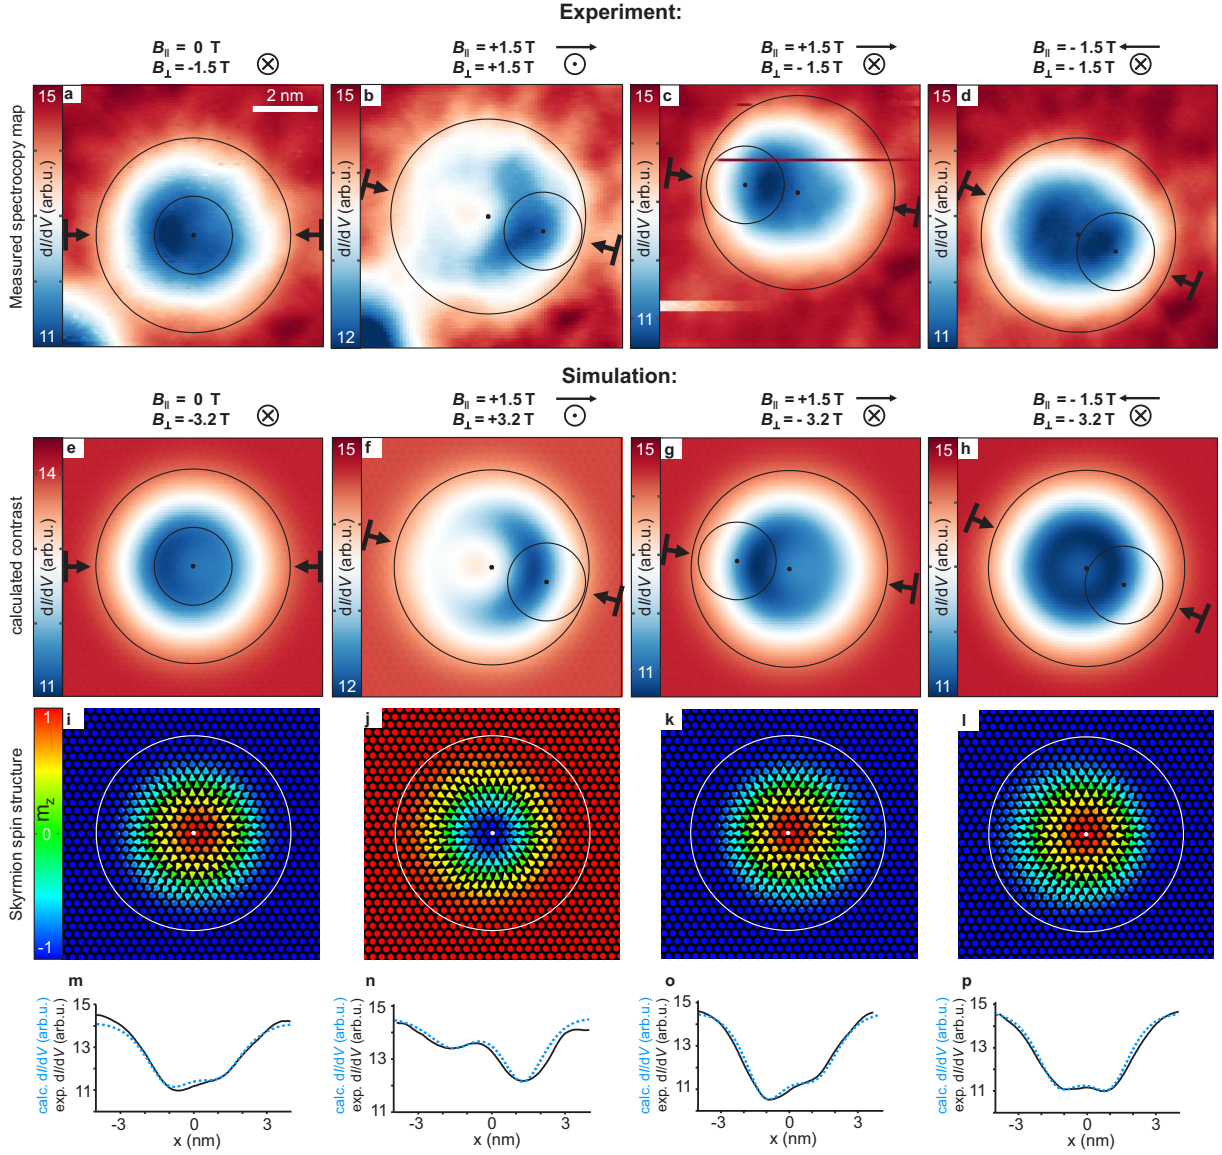 Experiment:
B|| = 0 T
B⊥ = -1.5 T
B|| = +1.5 T
B⊥ = +1.5 T
B|| = +1.5 T
B⊥ = - 1.5 T
B|| = - 1.5 T
B⊥ = - 1.5 T
Measured spectrocopy map
15
dI/dV (arb.u.)
11
a
2 nm
15
dI/dV (arb.u.)
12
b
15
dI/dV (arb.u.)
11
c
15
dI/dV (arb.u.)
11
d
Simulation:
B|| = 0 T
B⊥ = -3.2 T
B|| = +1.5 T
B⊥ = +3.2 T
B|| = +1.5 T
B⊥ = - 3.2 T
B|| = - 1.5 T
B⊥ = - 3.2 T
calculated contrast
14
dI/dV (arb.u.)
11
e
15
dI/dV (arb.u.)
12
f
15
dI/dV (arb.u.)
11
g
15
dI/dV (arb.u.)
11
h
Skyrmion spin structure
1
mz
0
-1
i
j
k
l
m
calc. dI/dV (arb.u.)
exp. dI/dV (arb.u.)
15
13
11
-3 0 3
x (nm)
n
calc. dI/dV (arb.u.)
exp. dI/dV (arb.u.)
15
13
11
-3 0 3
x (nm)
o
calc. dI/dV (arb.u.)
exp. dI/dV (arb.u.)
15
13
11
-3 0 3
x (nm)
p
calc. dI/dV (arb.u.)
exp. dI/dV (arb.u.)
15
13
11
-3 0 3
x (nm)